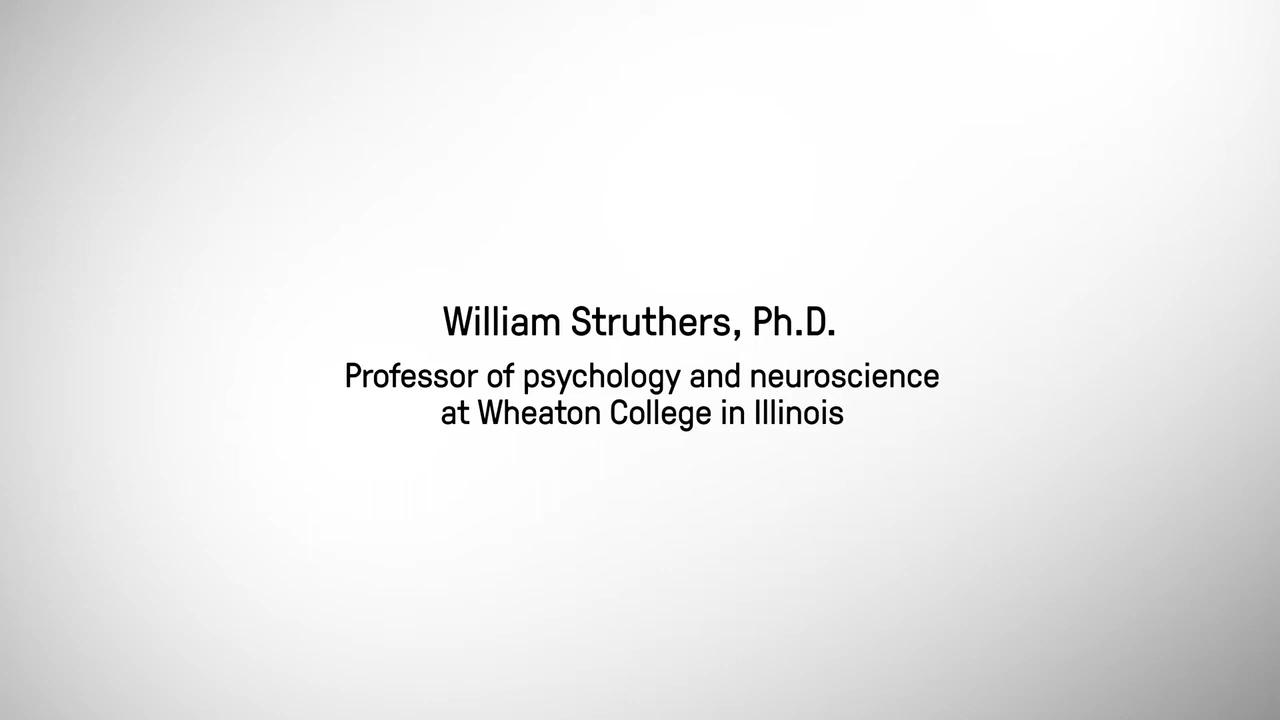 William Struthers, Ph.D.
Professor of psychology and neuroscience
at Wheaton College in Illinois